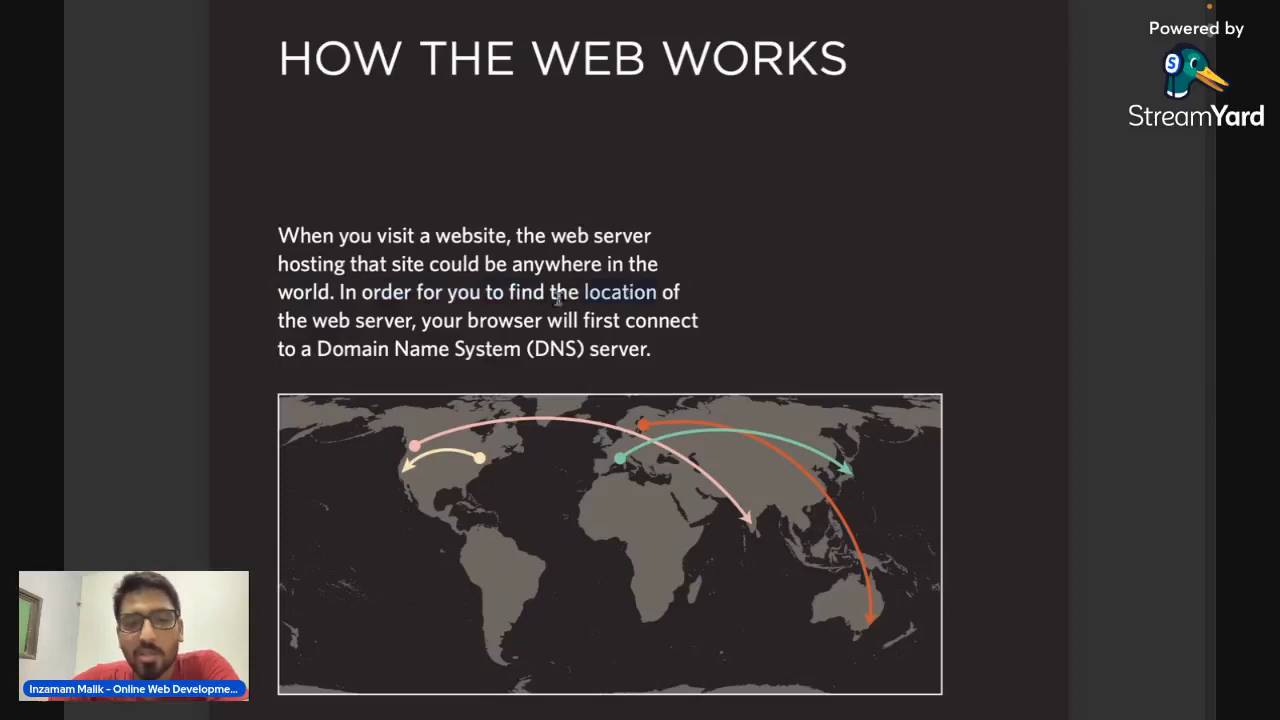 HOW THE WEB WORKS
Powered by
S
StreamYard
When you visit a website, the web server
hosting that site could be anywhere in the
world. In order for you to find the location of
the web server, your browser will first connect
to a Domain Name System (DNS) server.
Inzamam Malik - Online Web Developme...